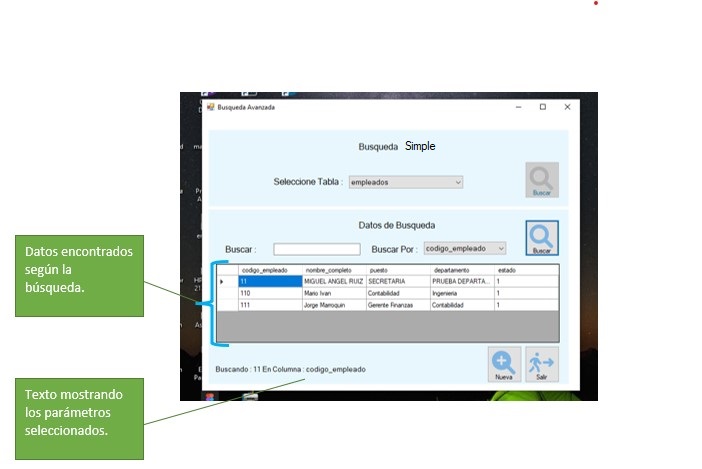 Busqueda Avanzada
Busqueda Simple
Seleccione Tabla : empleados
Buscar
Datos de Busqueda
Buscar : Buscar Por : codigo_empleado
Buscar
codigo_empleado nombre_completo puesto departamento estado
11 MIGUEL ANGEL RUIZ SECRETARIA PRUEBA DEPARTA... 1
110 Mario Ivan Contabilidad Ingenieria 1
111 Jorge Marroquin Gerente Finanzas Contabilidad 1
Buscando : 11 En Columna : codigo_empleado
Nueva
Salir
Datos encontrados
según la
búsqueda.
Texto mostrando
los parámetros
seleccionados.